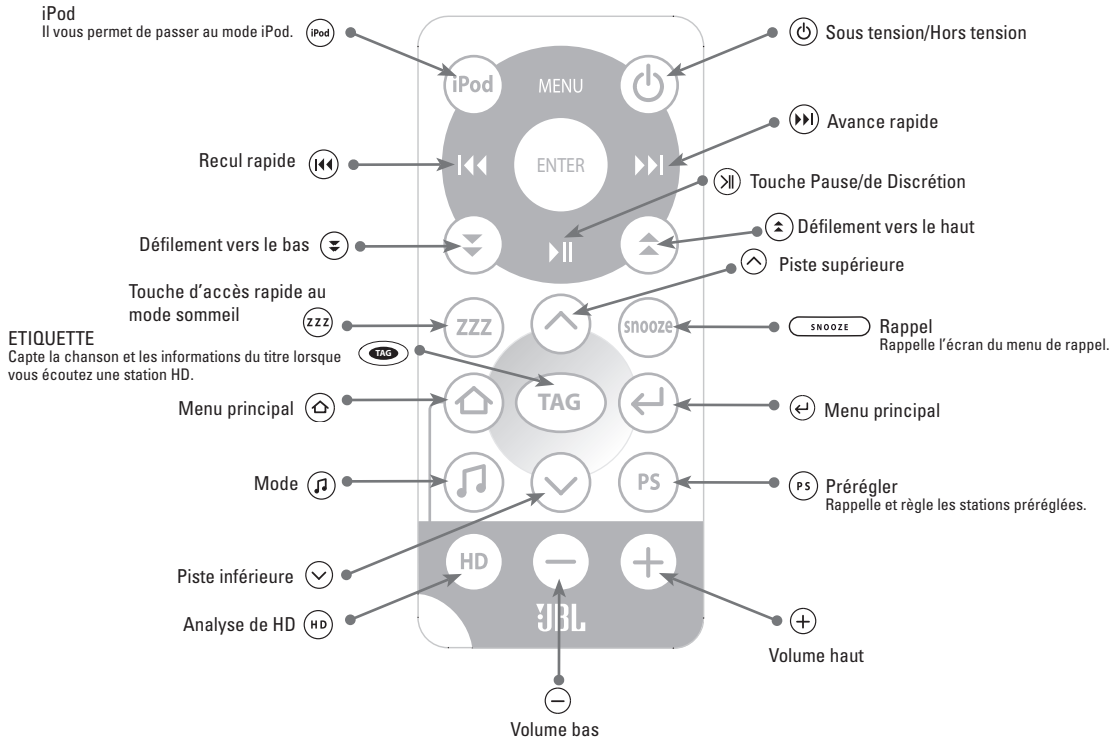 iPod
Il vous permet de passer au mode iPod.
iPod
Sous tension/Hors tension
iPod
MENU
Avance rapide
Recul rapide
ENTER
Touche Pause/de Discrétion
Défilement vers le bas
Défilement vers le haut
Piste supérieure
Touche d'accès rapide au
mode sommeil
ZZZ
ZZZ
snooze
SNOOZE
Rappel
Rappelle l'écran du menu de rappel.
ETIQUETTE
Capte la chanson et les informations du titre lorsque
vous écoutez une station HD.
TAG
TAG
Menu principal
Menu principal
Mode
PS
PS
Prérégler
Rappelle et règle les stations préréglées.
Piste inférieure
HD
Analyse de HD
HD
JBL
Volume haut
Volume bas